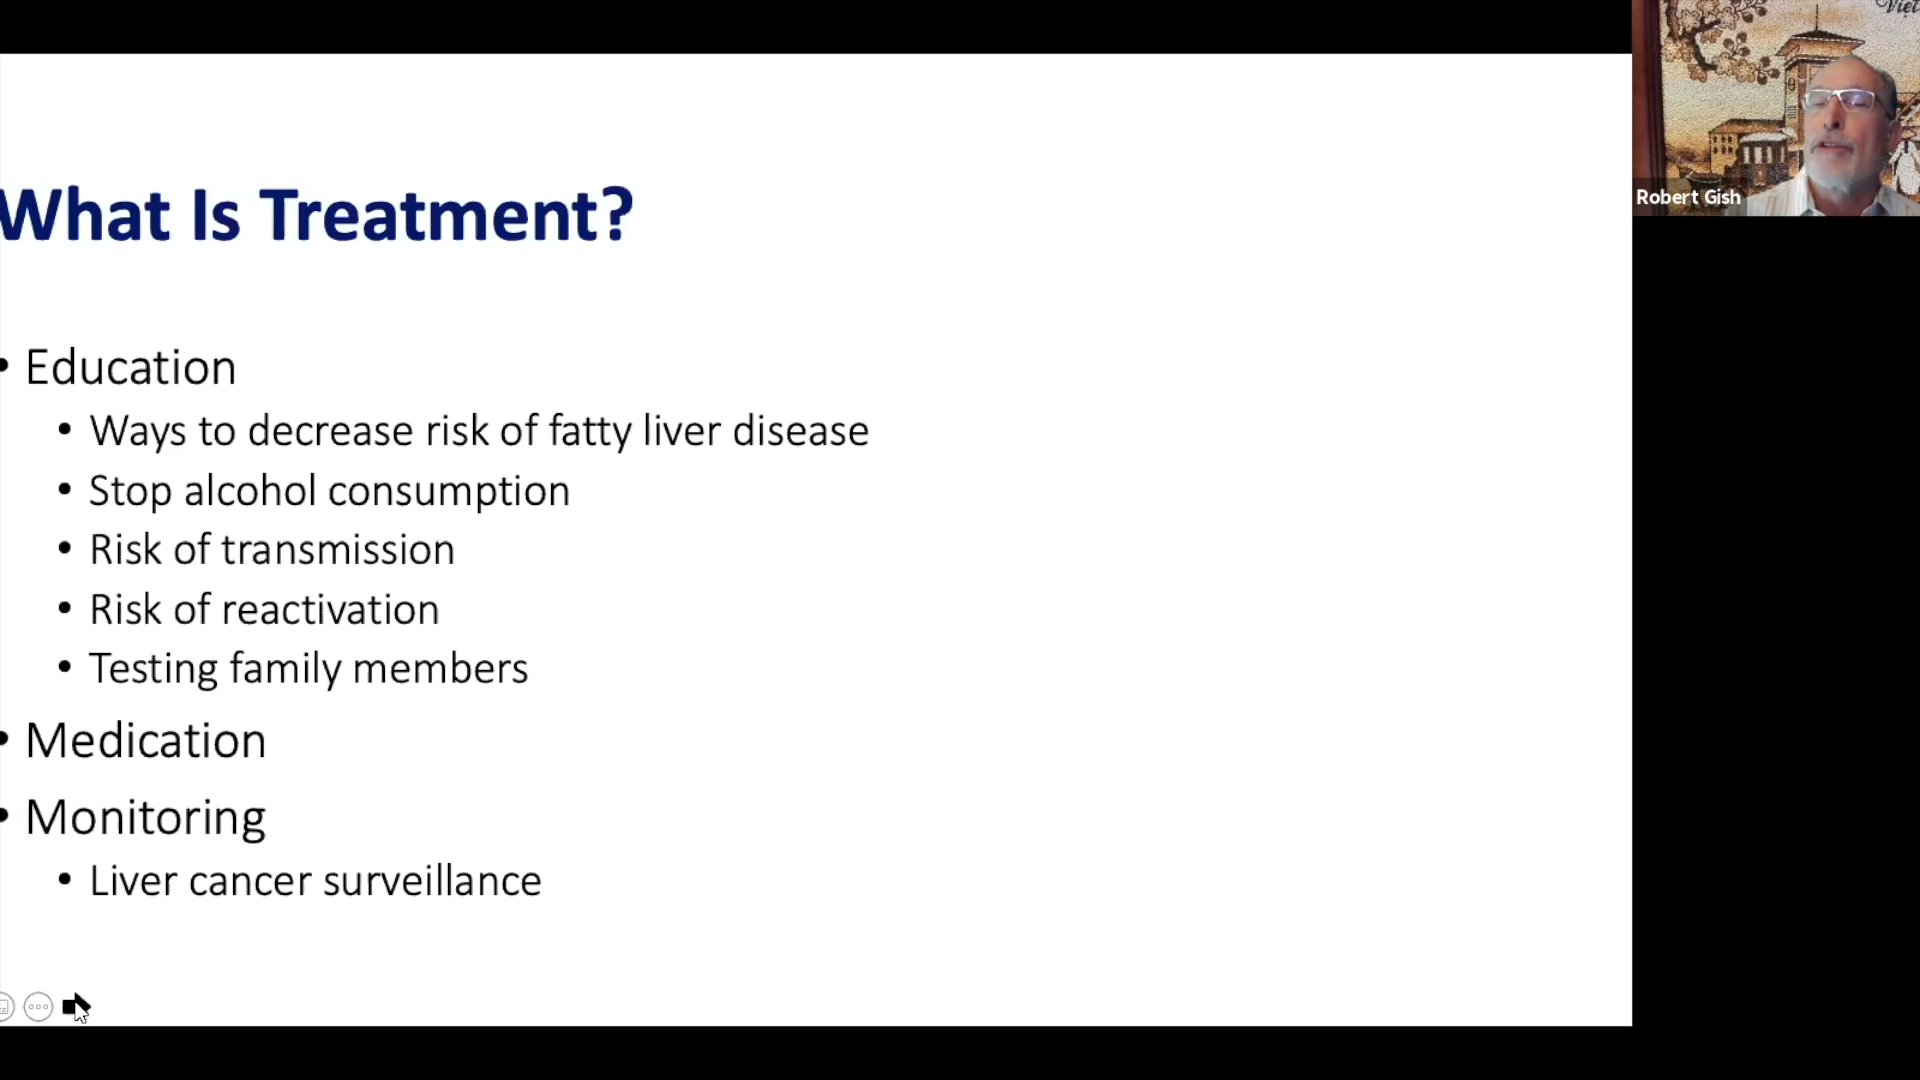 Việt
Robert Gish
What Is Treatment?
• Education
• Ways to decrease risk of fatty liver disease
• Stop alcohol consumption
• Risk of transmission
• Risk of reactivation
• Testing family members
• Medication
• Monitoring
• Liver cancer surveillance